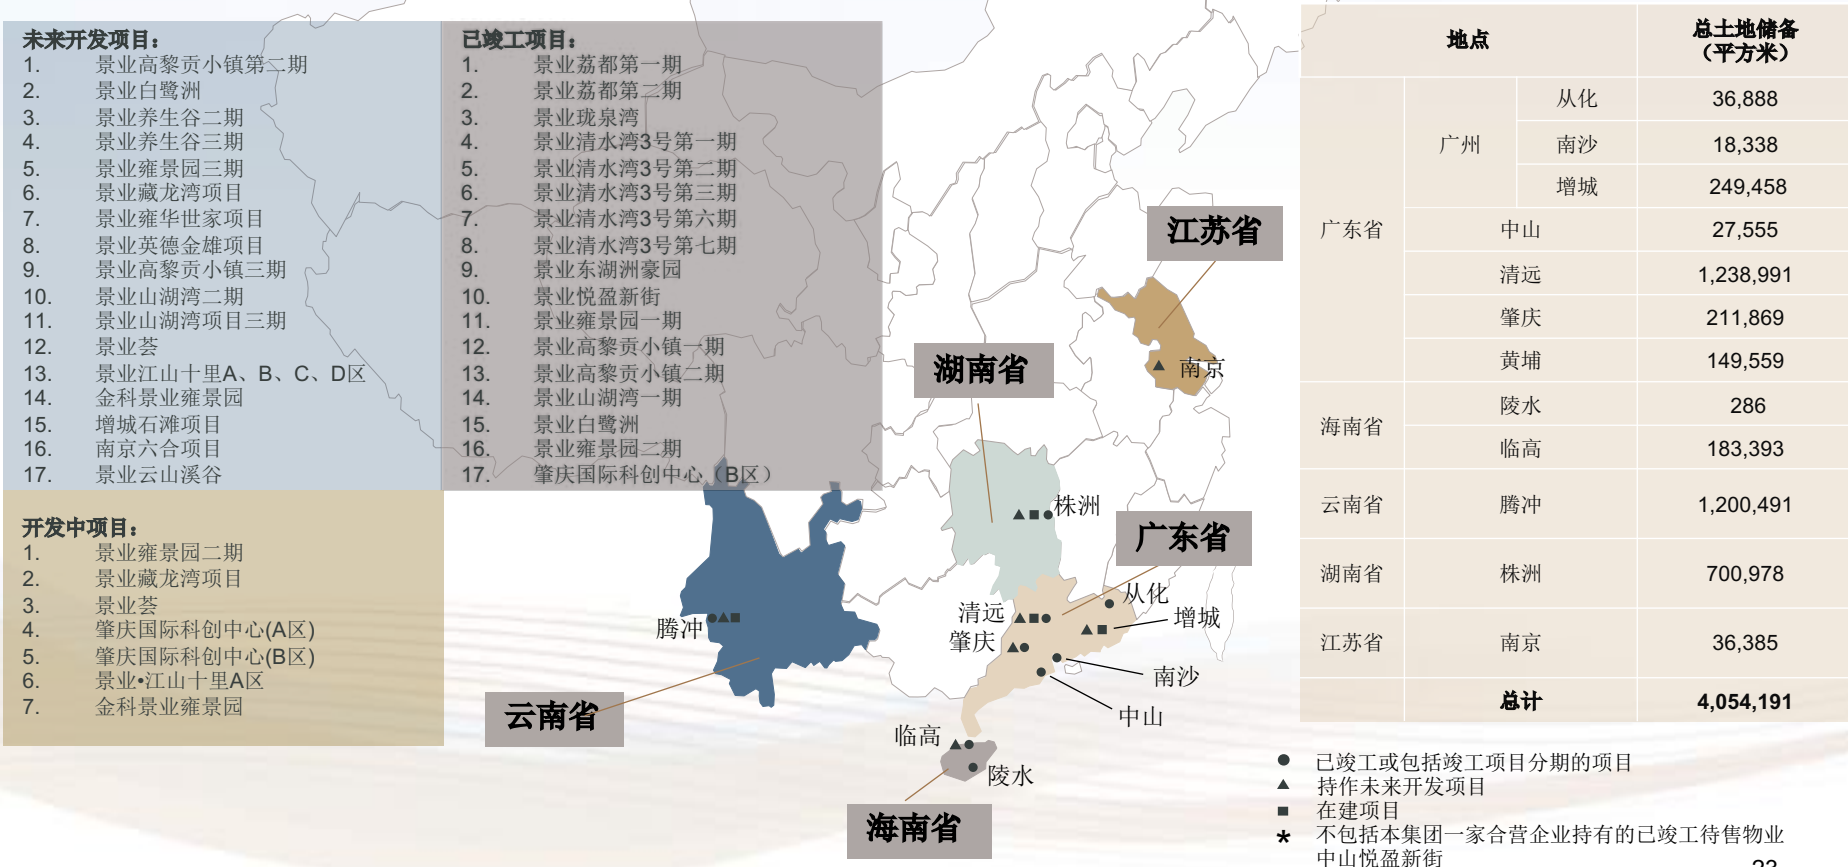 未来开发项目：
1. 景业高黎贡小镇第二期
2. 景业白鹭洲
3. 景业养生谷二期
4. 景业养生谷三期
5. 景业雍景园三期
6. 景业藏龙湾项目
7. 景业雍华世家项目
8. 景业英德金雄项目
9. 景业高黎贡小镇三期
10. 景业山湖湾二期
11. 景业山湖湾项目三期
12. 景业荟
13. 景业江山十里A、B、C、D区
14. 金科景业雍景园
15. 增城石滩项目
16. 南京六合项目
17. 景业云山溪谷
开发中项目：
1. 景业雍景园二期
2. 景业藏龙湾项目
3. 景业荟
4. 肇庆国际科创中心(A区)
5. 肇庆国际科创中心(B区)
6. 景业•江山十里A区
7. 金科景业雍景园
已竣工项目：
1. 景业荔都第一期
2. 景业荔都第二期
3. 景业珑泉湾
4. 景业清水湾3号第一期
5. 景业清水湾3号第二期
6. 景业清水湾3号第三期
7. 景业清水湾3号第六期
8. 景业清水湾3号第七期
9. 景业东湖洲豪园
10. 景业悦盈新街
11. 景业雍景园一期
12. 景业高黎贡小镇一期
13. 景业高黎贡小镇二期
14. 景业山湖湾一期
15. 景业白鹭洲
16. 景业雍景园二期
17. 肇庆国际科创中心（B区）
江苏省
南京
湖南省
株洲
广东省
从化
清远
增城
肇庆
腾冲
南沙
云南省
中山
临高
陵水
海南省
地点 总土地储备
（平方米）
广东省 广州 从化 36,888
南沙 18,338
增城 249,458
中山 27,555
清远 1,238,991
肇庆 211,869
黄埔 149,559
海南省 陵水 286
临高 183,393
云南省 腾冲 1,200,491
湖南省 株洲 700,978
江苏省 南京 36,385
总计 4,054,191
● 已竣工或包括竣工项目分期的项目
▲ 持作未来开发项目
■ 在建项目
* 不包括本集团一家合营企业持有的已竣工待售物业
中山悦盈新街
23